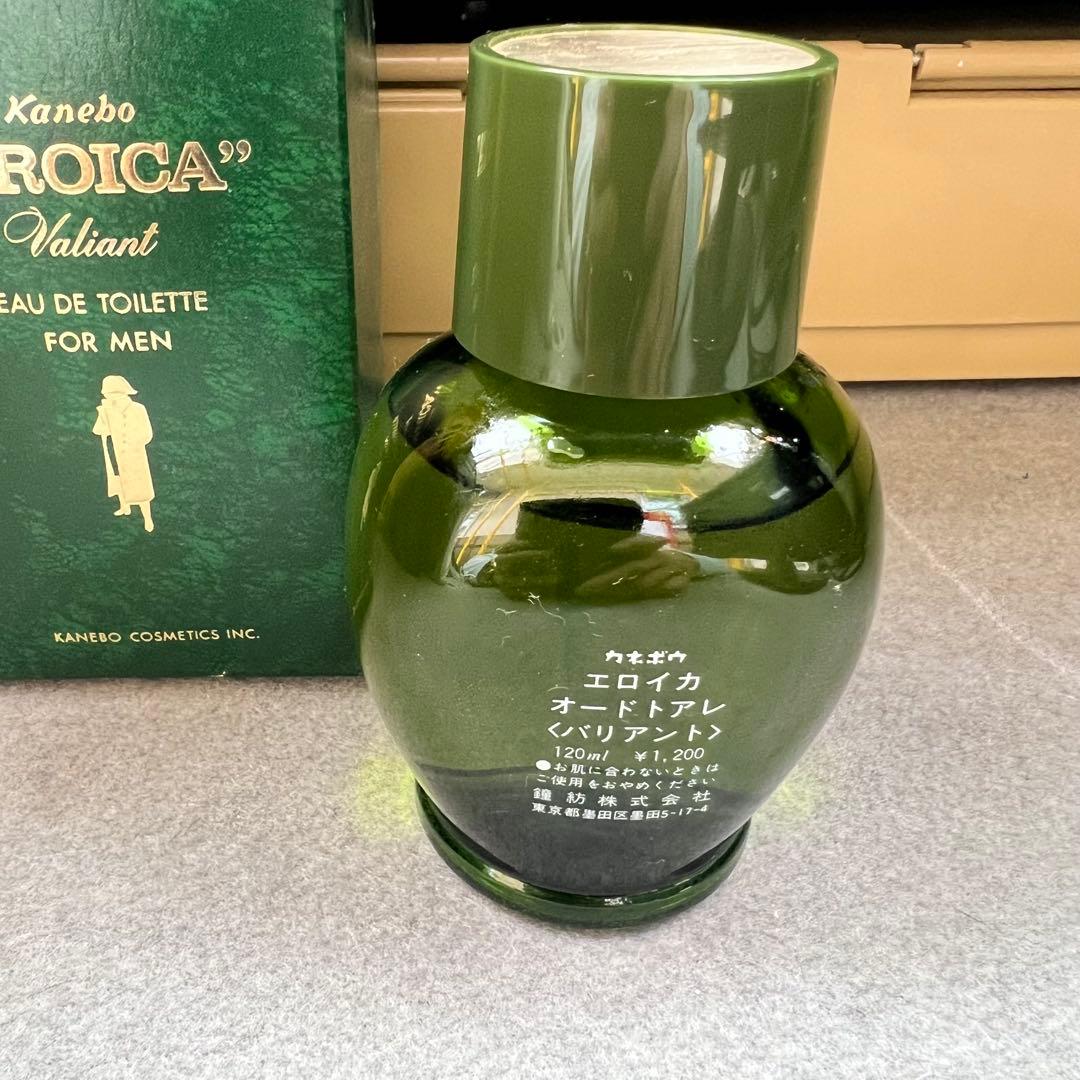 Kanebo
ROICA”
Valiant
EAU DE TOILETTE
FOR MEN
KANEBO COSMETICS INC.
カネボウ
エロイカ
オードトアレ
〈バリアント〉
120ml ￥1,200
●お肌に合わないときは
ご使用をおやめください
鐘紡株式会社
東京都墨田区墨田5-17-4